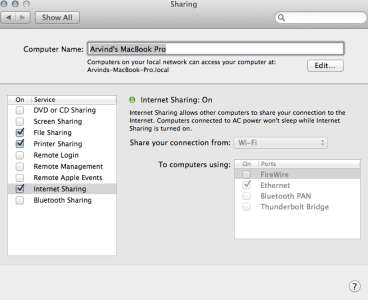 Sharing
Show All
Computer Name: Arvind's MacBook Pro
Computers on your local network can access your computer at:
Arvinds-MacBook-Pro.local
Edit...
On Service
DVD or CD Sharing
Screen Sharing
File Sharing
Printer Sharing
Remote Login
Remote Management
Remote Apple Events
Internet Sharing
Bluetooth Sharing
Internet Sharing: On
Internet Sharing allows other computers to share your connection to the
Internet. Computers connected to AC power won't sleep while Internet
Sharing is turned on.
Share your connection from: Wi-Fi
To computers using:
On Ports
FireWire
Ethernet
Bluetooth PAN
Thunderbolt Bridge
?